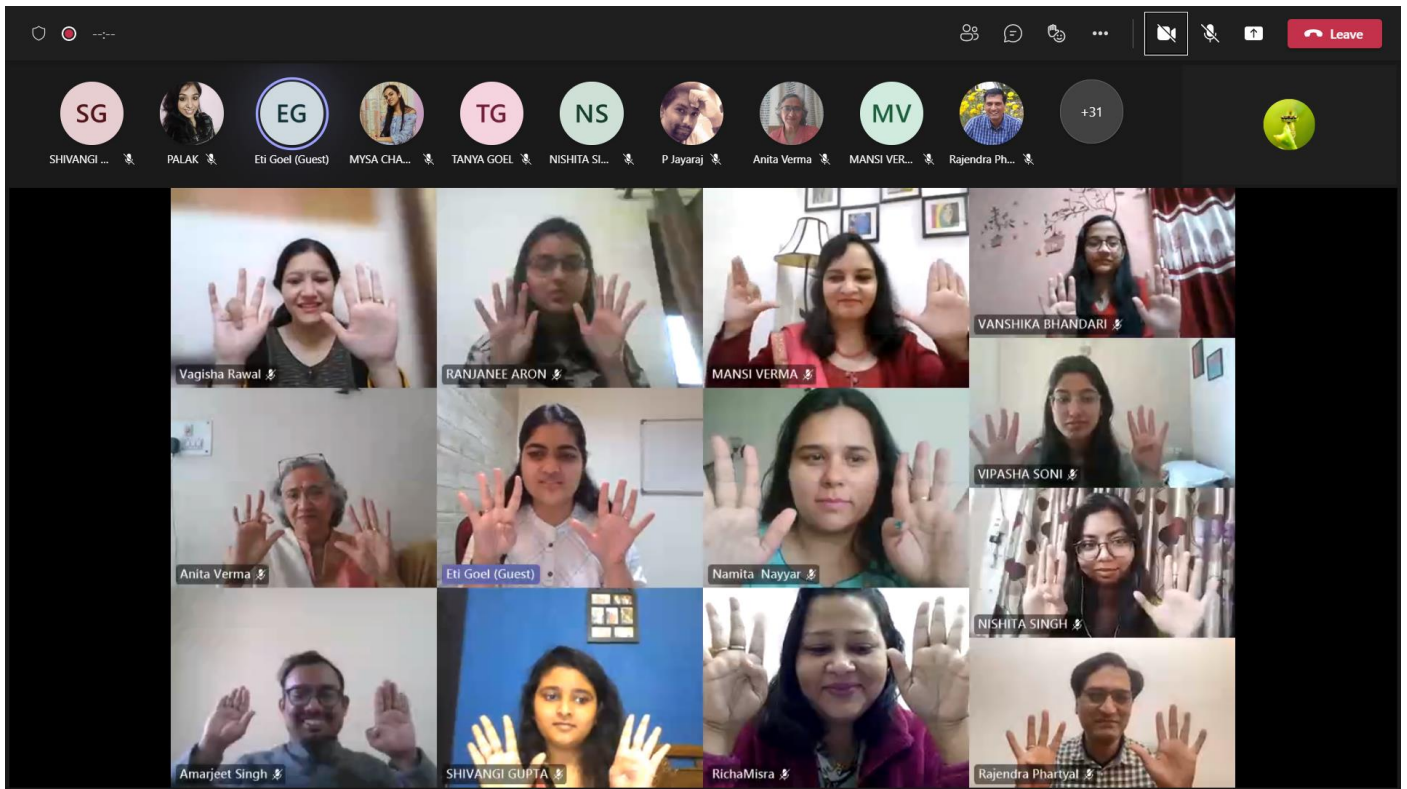 --:--
Leave
SG
EG
TG
NS
MV
+31
SHIVANGI ...
PALAK
Eti Goel (Guest)
MYSA CHA...
TANYA GOEL
NISHITA SI...
P Jayaraj
Anita Verma
MANSI VER...
Rajendra Ph...
Vagisha Rawal
RANJANEE ARON
MANSI VERMA
VANSHIKA BHANDARI
VIPASHA SONI
Anita Verma
Eti Goel (Guest)
Namita Nayyar
NISHITA SINGH
Amarjeet Singh
SHIVANGI GUPTA
RichaMisra
Rajendra Phartyal